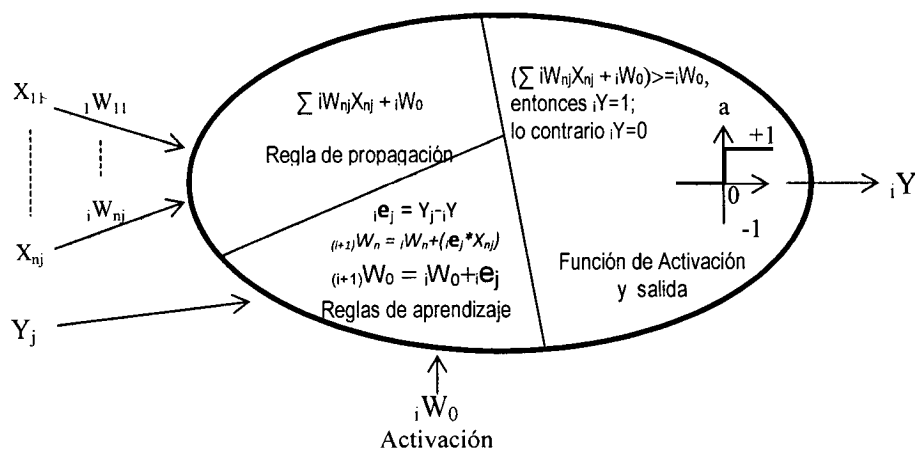 X₁₁
ᵢW₁₁
ᵢWₙⱼ
Xₙⱼ
Yⱼ
∑ iWₙⱼXₙⱼ + ᵢW₀
Regla de propagación
ᵢeⱼ = Yⱼ-ᵢY
₍ᵢ₊₁₎Wₙ = ᵢWₙ+(ᵢeⱼ*Xₙⱼ)
₍ᵢ₊₁₎W₀ = ᵢW₀+ᵢeⱼ
Reglas de aprendizaje
(∑ iWₙⱼXₙⱼ + ᵢW₀)>=ᵢW₀,
entonces ᵢY=1;
lo contrario ᵢY=0
a
+1
0
-1
Función de Activación
y salida
ᵢY
ᵢW₀
Activación